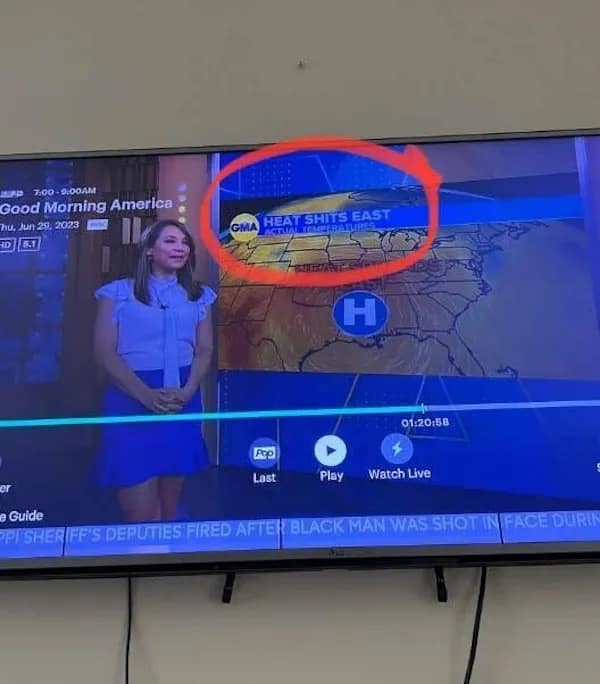 7:00 - 9:00AM
Good Morning America
Thu, Jun 29, 2023
HD 5.1
GMA
HEAT SHITS EAST
ACTUAL TEMPERATURES
H
01:20:58
Pop
Last
Play
Watch Live
er
e Guide
PPI SHERIFF'S DEPUTIES FIRED AFTER BLACK MAN WAS SHOT IN FACE DURIN